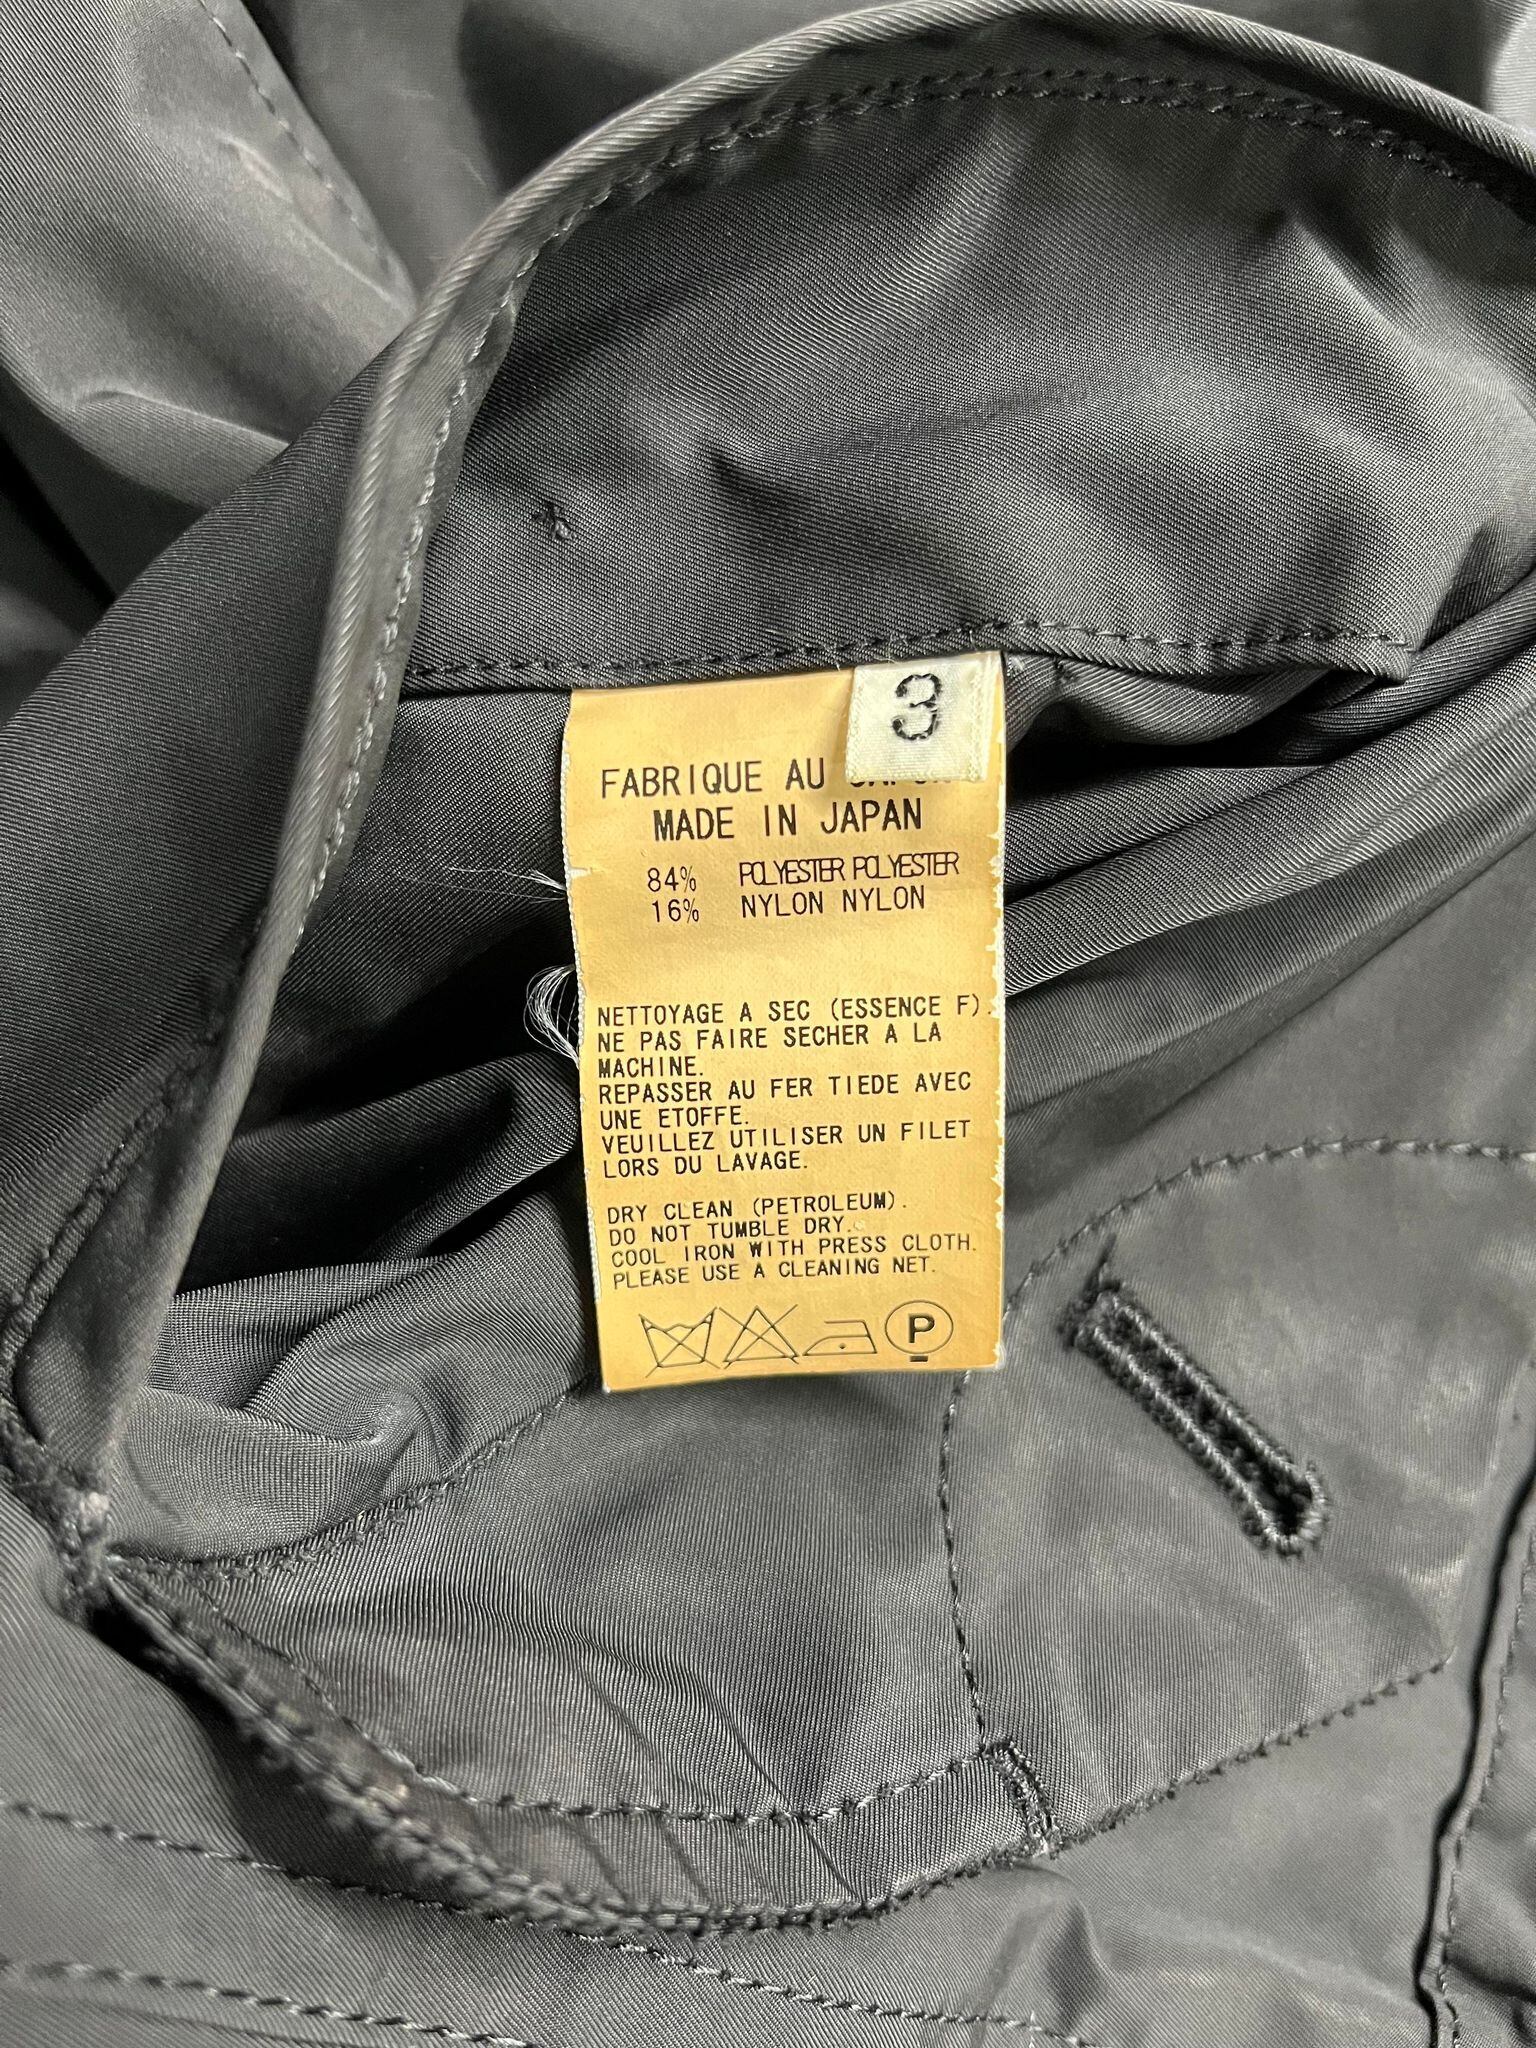 3
FABRIQUE AU
MADE IN JAPAN
84% POLYESTER POLYESTER
16% NYLON NYLON
NETTOYAGE A SEC (ESSENCE F).
NE PAS FAIRE SECHER A LA
MACHINE.
REPASSER AU FER TIEDE AVEC
UNE ETOFFE.
VEUILLEZ UTILISER UN FILET
LORS DU LAVAGE.
DRY CLEAN (PETROLEUM).
DO NOT TUMBLE DRY.
COOL IRON WITH PRESS CLOTH.
PLEASE USE A CLEANING NET.
P